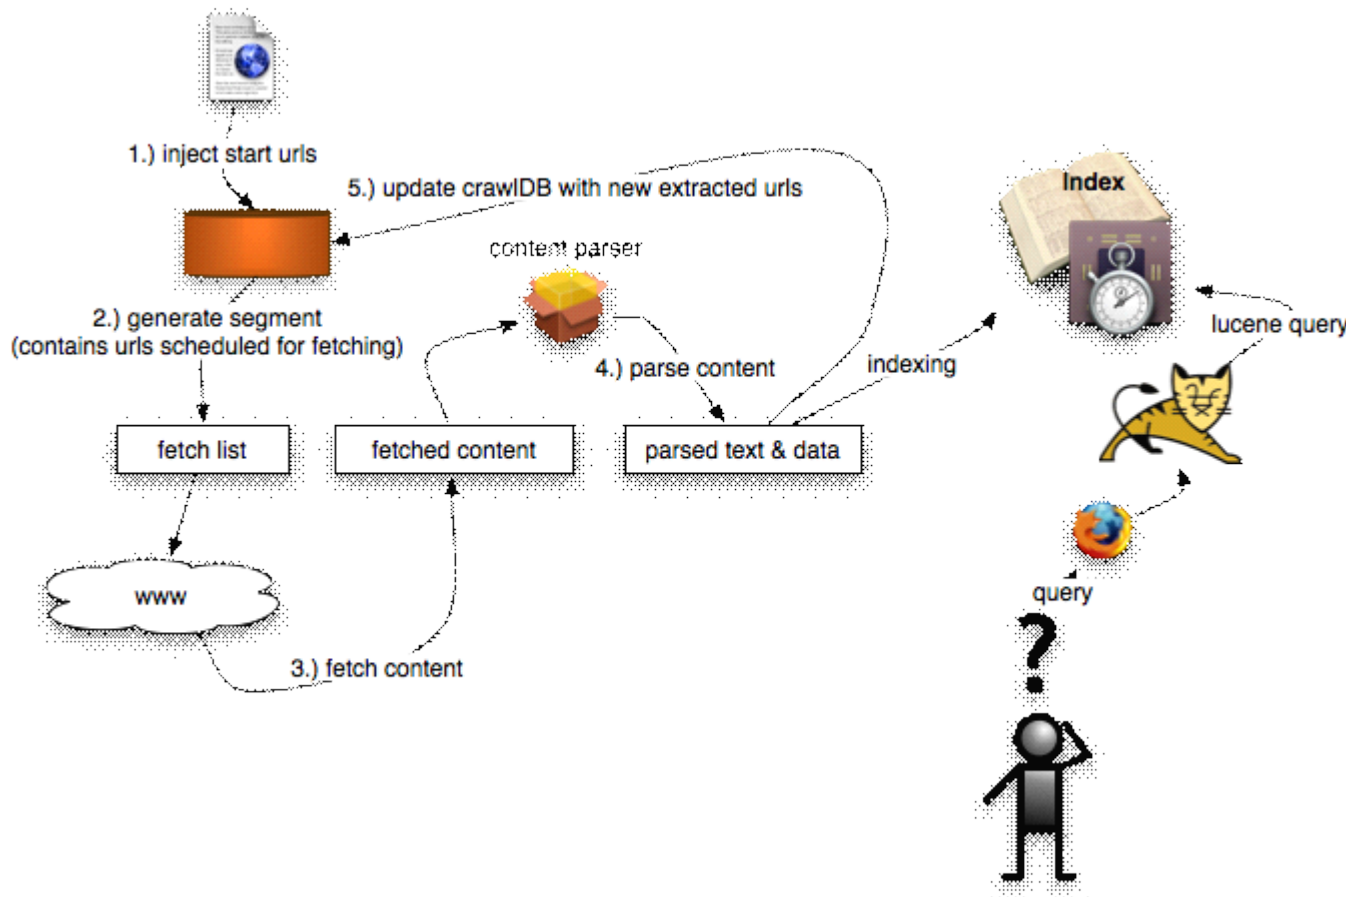 1.) inject start urls
5.) update crawlDB with new extracted urls
Index
content parser
2.) generate segment
(contains urls scheduled for fetching)
lucene query
4.) parse content
indexing
fetch list
fetched content
parsed text & data
www
query
?
3.) fetch content